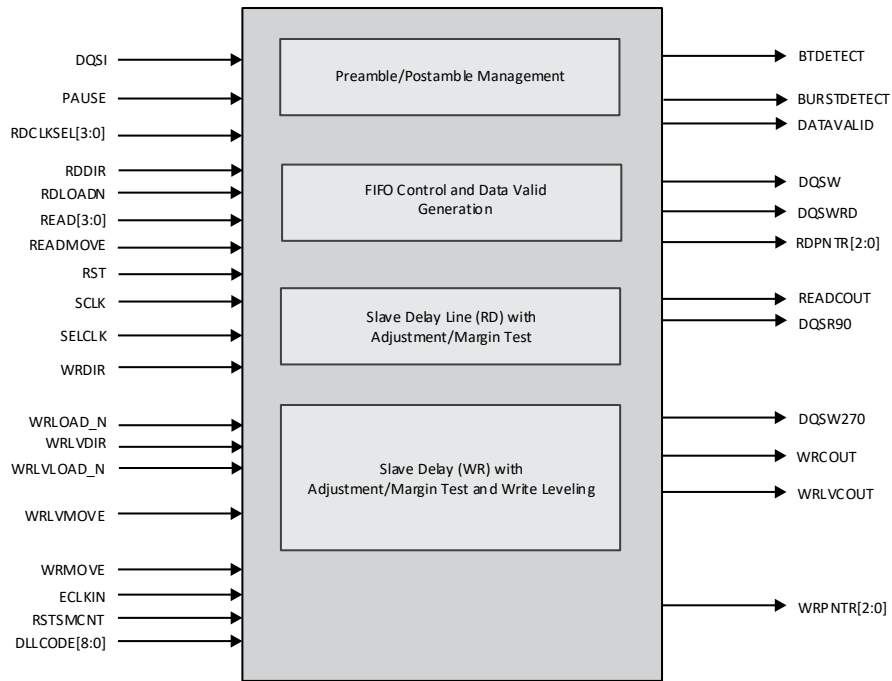 DQSI
PAUSE
RDCLKSEL[3:0]
RDDIR
RDLOADN
READ[3:0]
READMOVE
RST
SCLK
SELCLK
WRDIR
WRLOAD_N
WRLVDIR
WRLVLOAD_N
WRLVMOVE
WRMOVE
ECLKIN
RSTSMCNT
DLLCODE[8:0]
Preamble/Postamble Management
FIFO Control and Data Valid
Generation
Slave Delay Line (RD) with
Adjustment/Margin Test
Slave Delay (WR) with
Adjustment/Margin Test and Write Leveling
BTDETECT
BURSTDETECT
DATAVALID
DQSW
DQSWRD
RDPNTR[2:0]
READCOUT
DQSR90
DQSW270
WRCOUT
WRLVCOUT
WRPNTR[2:0]